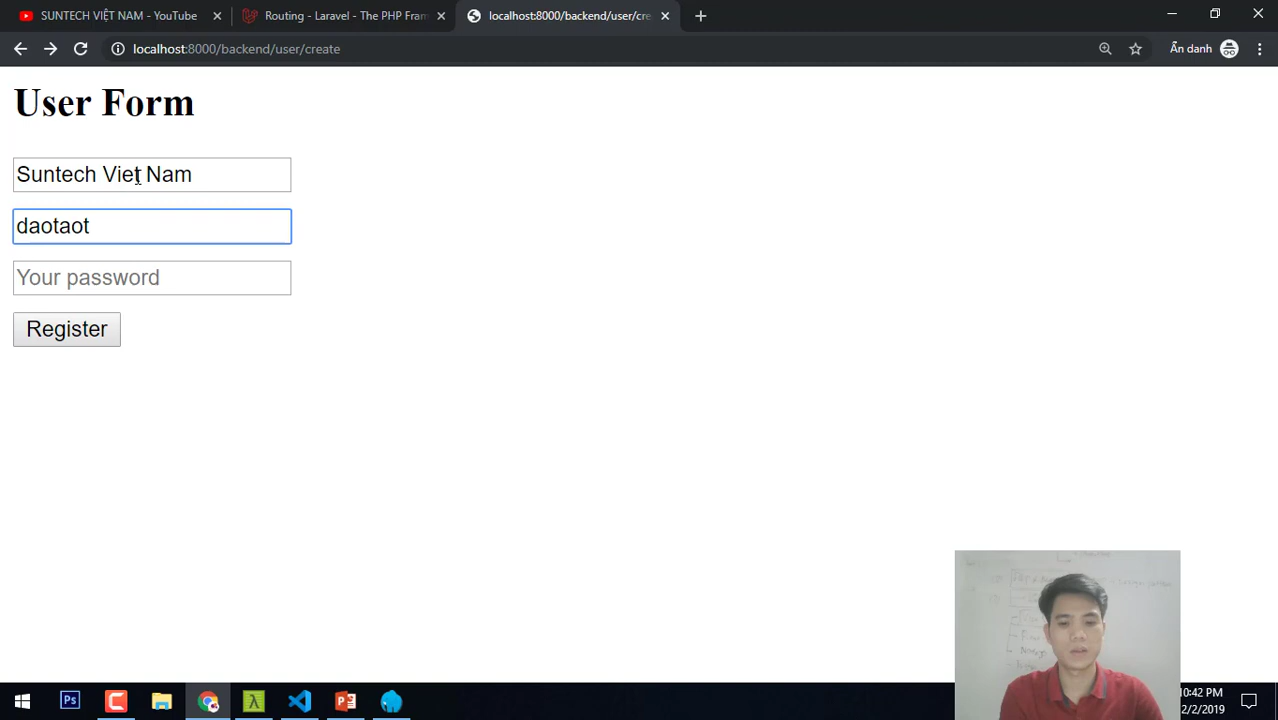 SUNTECH VIỆT NAM - YouTube
Routing - Laravel - The PHP Fram
localhost:8000/backend/user/cre
localhost:8000/backend/user/create
Ẩn danh
User Form
Suntech Viet Nam
daotaot
Your password
Register
Ps
10:42 PM
2/2/2019